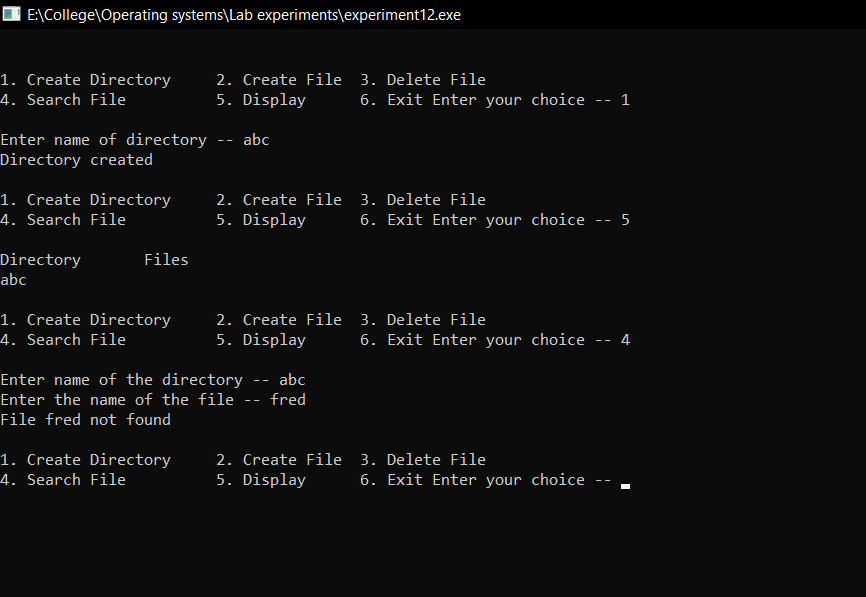 E:\College\Operating systems\Lab experiments\experiment12.exe
1. Create Directory     2. Create File  3. Delete File
4. Search File          5. Display      6. Exit Enter your choice -- 1
Enter name of directory -- abc
Directory created
1. Create Directory     2. Create File  3. Delete File
4. Search File          5. Display      6. Exit Enter your choice -- 5
Directory       Files
abc
1. Create Directory     2. Create File  3. Delete File
4. Search File          5. Display      6. Exit Enter your choice -- 4
Enter name of the directory -- abc
Enter the name of the file -- fred
File fred not found
1. Create Directory     2. Create File  3. Delete File
4. Search File          5. Display      6. Exit Enter your choice --